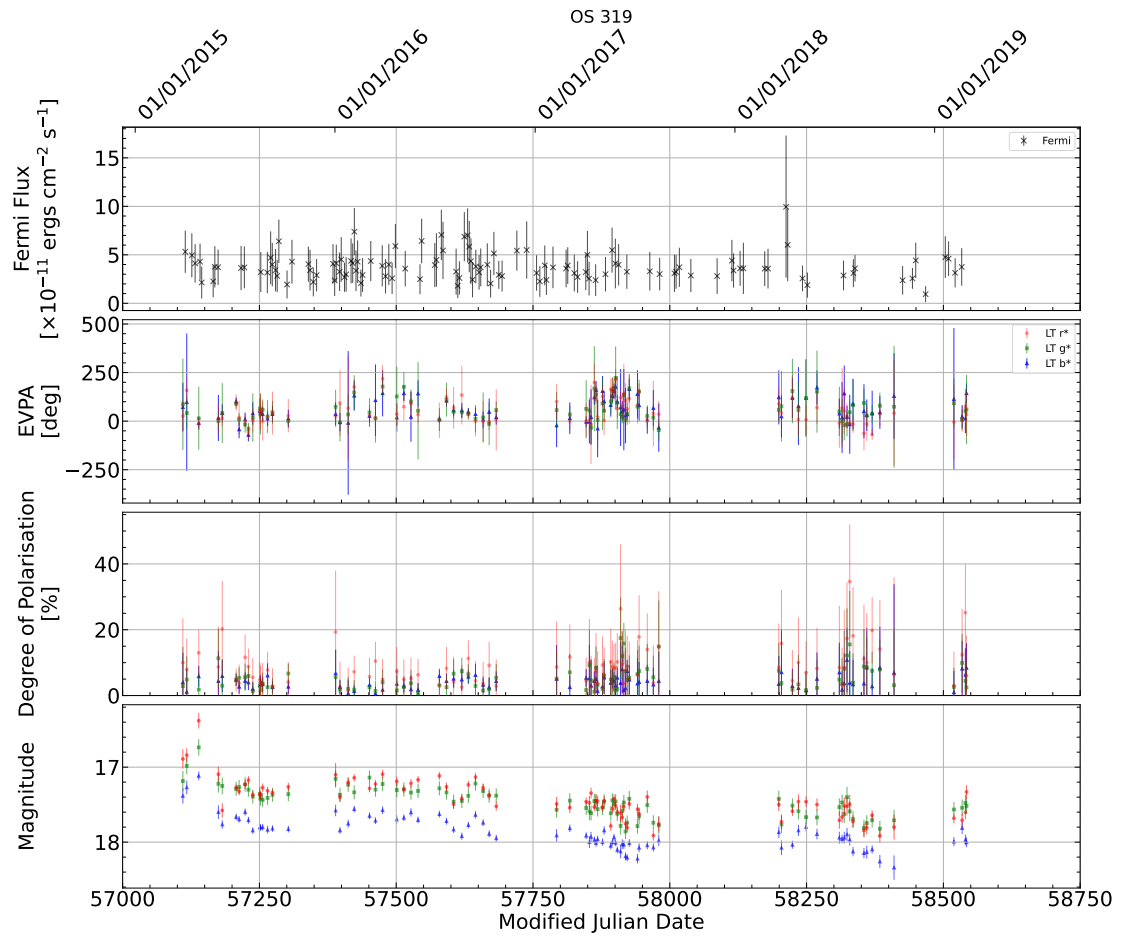 OS 319
01/01/2015
01/01/2016
01/01/2017
01/01/2018
01/01/2019
Fermi Flux
[×10⁻¹¹ ergs cm⁻² s⁻¹]
15
10
5
0
Fermi
EVPA
[deg]
500
250
0
−250
LT r*
LT g*
LT b*
Degree of Polarisation
[%]
40
20
0
Magnitude
17
18
57000 57250 57500 57750 58000 58250 58500 58750
Modified Julian Date